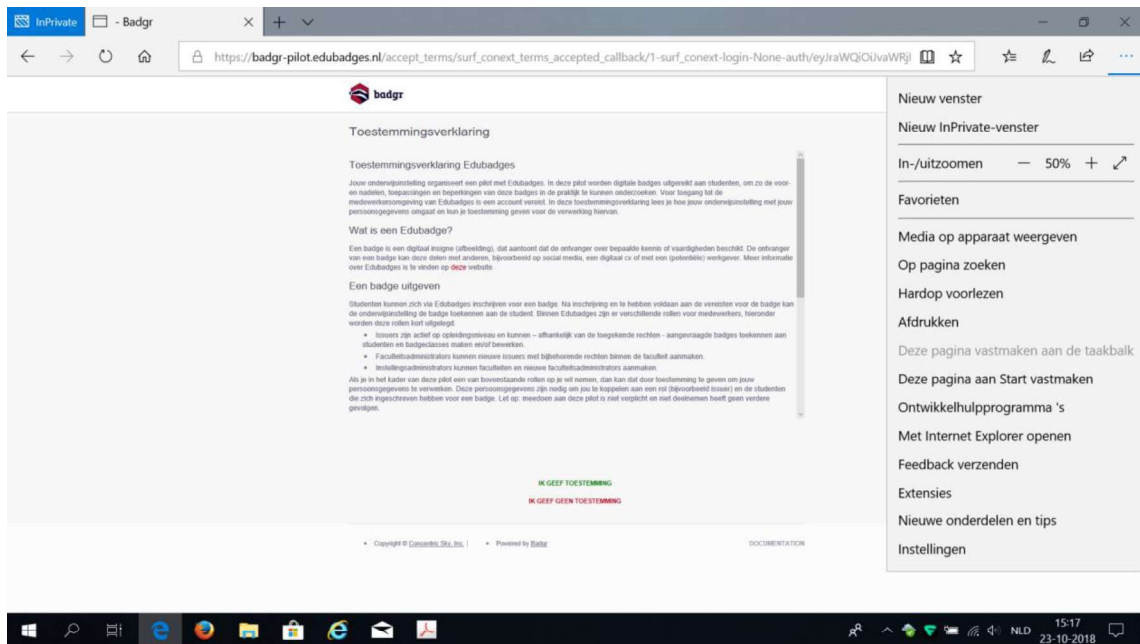 InPrivate
- Badgr
https://badgr-pilot.edubadges.nl/accept_terms/surf_conext_terms_accepted_callback/1-surf_conext-login-None-auth/eyJraWQiOiJvaWRjI
badgr
Toestemmingsverklaring
Toestemmingsverklaring Edubadges
Jouw onderwijsinstelling organiseert een pilot met Edubadges. In deze pilot worden digitale badges uitgereikt aan studenten, om zo de voor-
en nadelen, toepassingen en beperkingen van deze badges in de praktijk te kunnen onderzoeken. Voor toegang tot de
medewerkersomgeving van Edubadges is een account vereist. In deze toestemmingsverklaring lees je hoe jouw onderwijsinstelling met jouw
persoonsgegevens omgaat en kun je toestemming geven voor de verwerking hiervan.
Wat is een Edubadge?
Een badge is een digitaal insigne (afbeelding), dat aantoont dat de ontvanger over bepaalde kennis of vaardigheden beschikt. De ontvanger
van een badge kan deze delen met anderen, bijvoorbeeld op social media, een digitaal cv of met een (potentiële) werkgever. Meer informatie
over Edubadges is te vinden op deze website.
Een badge uitgeven
Studenten kunnen zich via Edubadges inschrijven voor een badge. Na inschrijving en te hebben voldaan aan de vereisten voor de badge kan
de onderwijsinstelling de badge toekennen aan de student. Binnen Edubadges zijn er verschillende rollen voor medewerkers, hieronder
worden deze rollen kort uitgelegd.
• Issuers zijn actief op opleidingsniveau en kunnen – afhankelijk van de toegekende rechten - aangevraagde badges toekennen aan
studenten en badgeclasses maken en/of bewerken.
• Faculteitsadministrators kunnen nieuwe issuers met bijbehorende rechten binnen de faculteit aanmaken.
• Instellingsadministrators kunnen faculteiten en nieuwe faculteitsadministrators aanmaken.
Als je in het kader van deze pilot een van bovenstaande rollen op je wil nemen, dan kan dat door toestemming te geven om jouw
persoonsgegevens te verwerken. Deze persoonsgegevens zijn nodig om jou te koppelen aan een rol (bijvoorbeeld issuer) en de studenten
die zich ingeschreven hebben voor een badge. Let op: meedoen aan deze pilot is niet verplicht en niet deelnemen heeft geen verdere
gevolgen.
IK GEEF TOESTEMMING
IK GEEF GEEN TOESTEMMING
• Copyright © Concentric Sky, Inc. | • Powered by Badgr DOCUMENTATION
Nieuw venster
Nieuw InPrivate-venster
In-/uitzoomen — 50% +
Favorieten
Media op apparaat weergeven
Op pagina zoeken
Hardop voorlezen
Afdrukken
Deze pagina vastmaken aan de taakbalk
Deze pagina aan Start vastmaken
Ontwikkelhulpprogramma 's
Met Internet Explorer openen
Feedback verzenden
Extensies
Nieuwe onderdelen en tips
Instellingen
NLD
15:17
23-10-2018